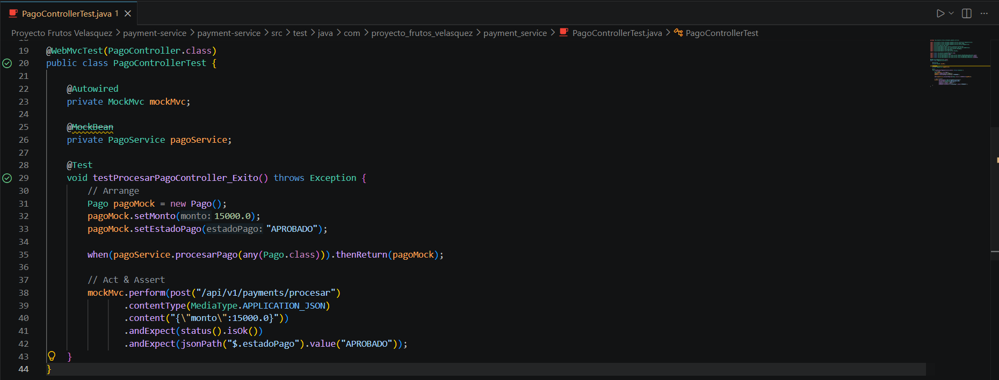 PagoControllerTest.java 1
Proyecto Frutos Velasquez > payment-service > payment-service > src > test > java > com > proyecto_frutos_velasquez > payment_service > PagoControllerTest.java > PagoControllerTest
19 @WebMvcTest(PagoController.class)
20 public class PagoControllerTest {
21
22 @Autowired
23 private MockMvc mockMvc;
24
25 @MockBean
26 private PagoService pagoService;
27
28 @Test
29 void testProcesarPagoController_Exito() throws Exception {
30 // Arrange
31 Pago pagoMock = new Pago();
32 pagoMock.setMonto(monto: 15000.0);
33 pagoMock.setEstadoPago(estadoPago: "APROBADO");
34
35 when(pagoService.procesarPago(any(Pago.class))).thenReturn(pagoMock);
36
37 // Act & Assert
38 mockMvc.perform(post("/api/v1/payments/procesar")
39 .contentType(MediaType.APPLICATION_JSON)
40 .content("{\"monto\":15000.0}"))
41 .andExpect(status().isOk())
42 .andExpect(jsonPath("$.estadoPago").value("APROBADO"));
43 }
44 }